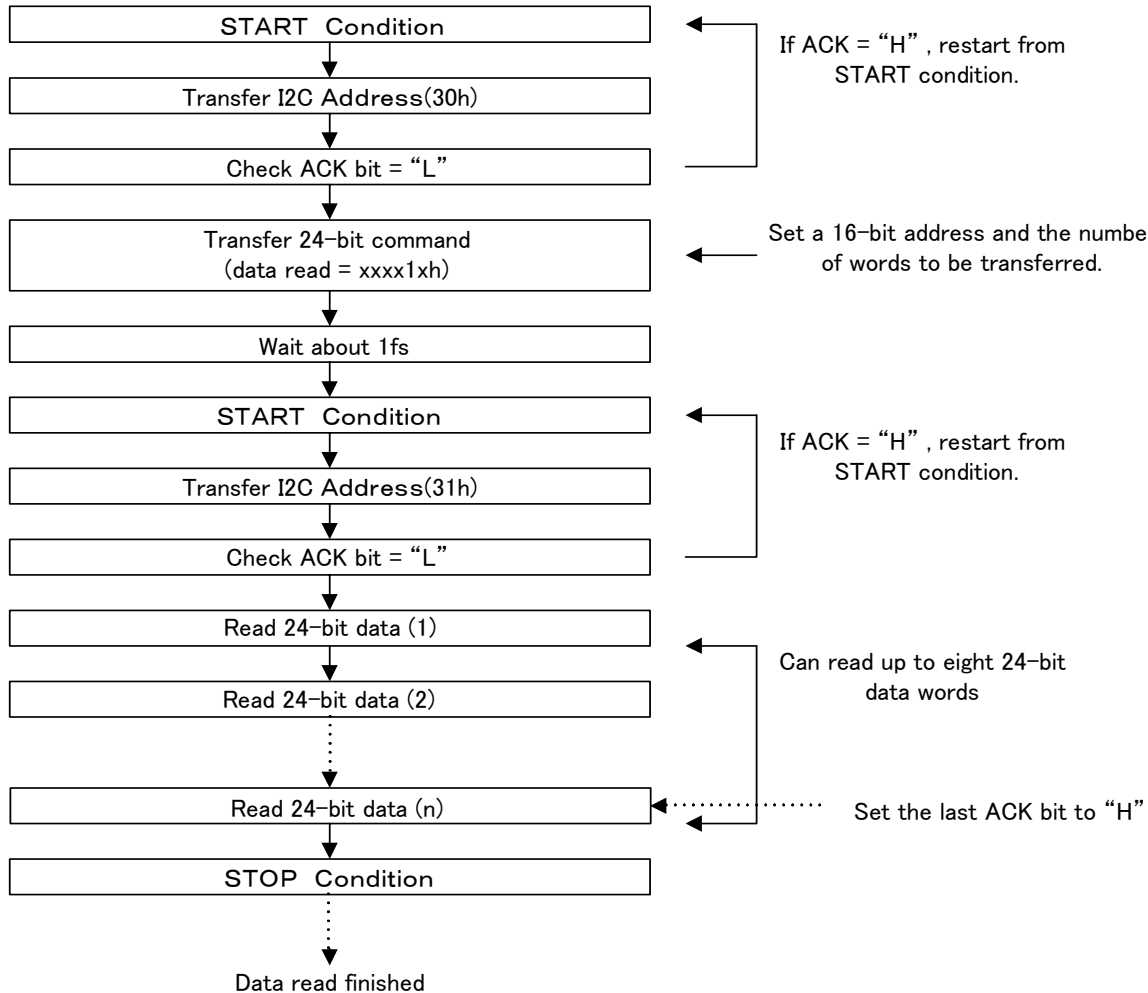 START Condition
If ACK = “H” , restart from
START condition.
Transfer I2C Address(30h)
Check ACK bit = “L”
Transfer 24-bit command
(data read = xxxx1xh)
Set a 16-bit address and the numbe
of words to be transferred.
Wait about 1fs
START Condition
If ACK = “H” , restart from
START condition.
Transfer I2C Address(31h)
Check ACK bit = “L”
Read 24-bit data (1)
Can read up to eight 24-bit
data words
Read 24-bit data (2)
Read 24-bit data (n)
Set the last ACK bit to “H”
STOP Condition
Data read finished